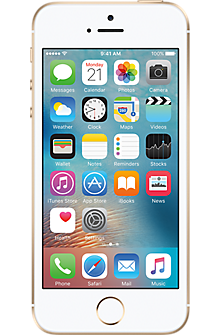 9:41 AM 100%
Monday
21
Messages Calendar Photos Camera
Weather Clock Maps Videos
Wallet Notes Reminders Stocks
iTunes Store App Store iBooks News
Health Settings
Phone Safari Mail Music